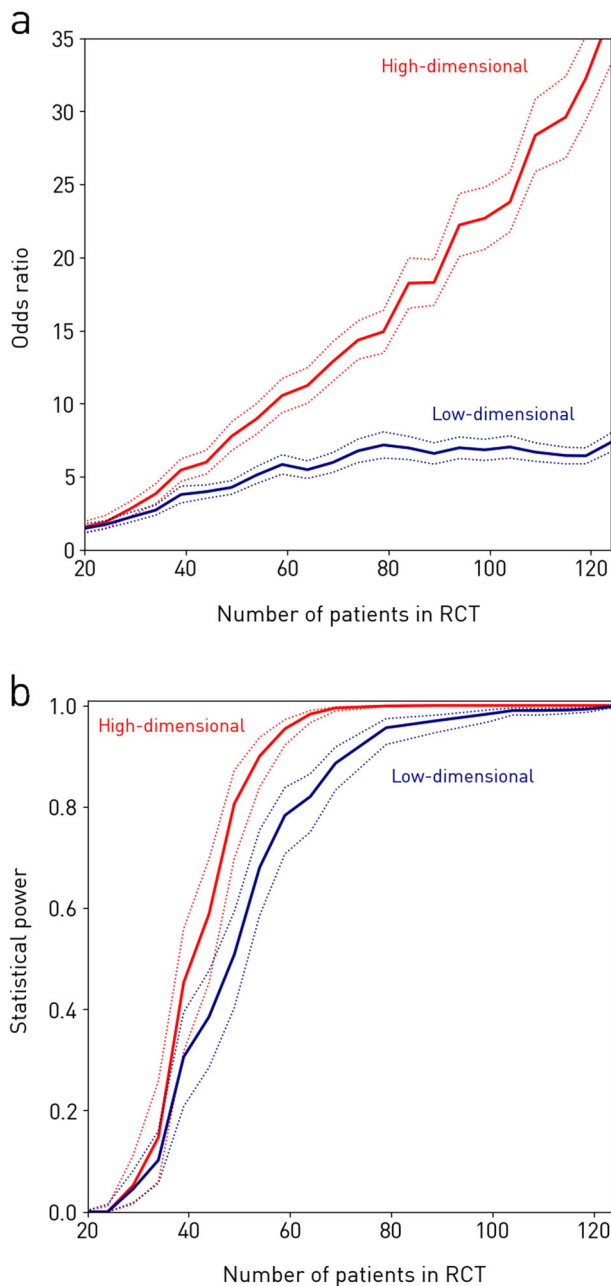 a
35
30
25
20
15
10
5
0
Odds ratio
High-dimensional
Low-dimensional
20 40 60 80 100 120
Number of patients in RCT
b
1.0
0.8
0.6
0.4
0.2
0.0
Statistical power
High-dimensional
Low-dimensional
20 40 60 80 100 120
Number of patients in RCT